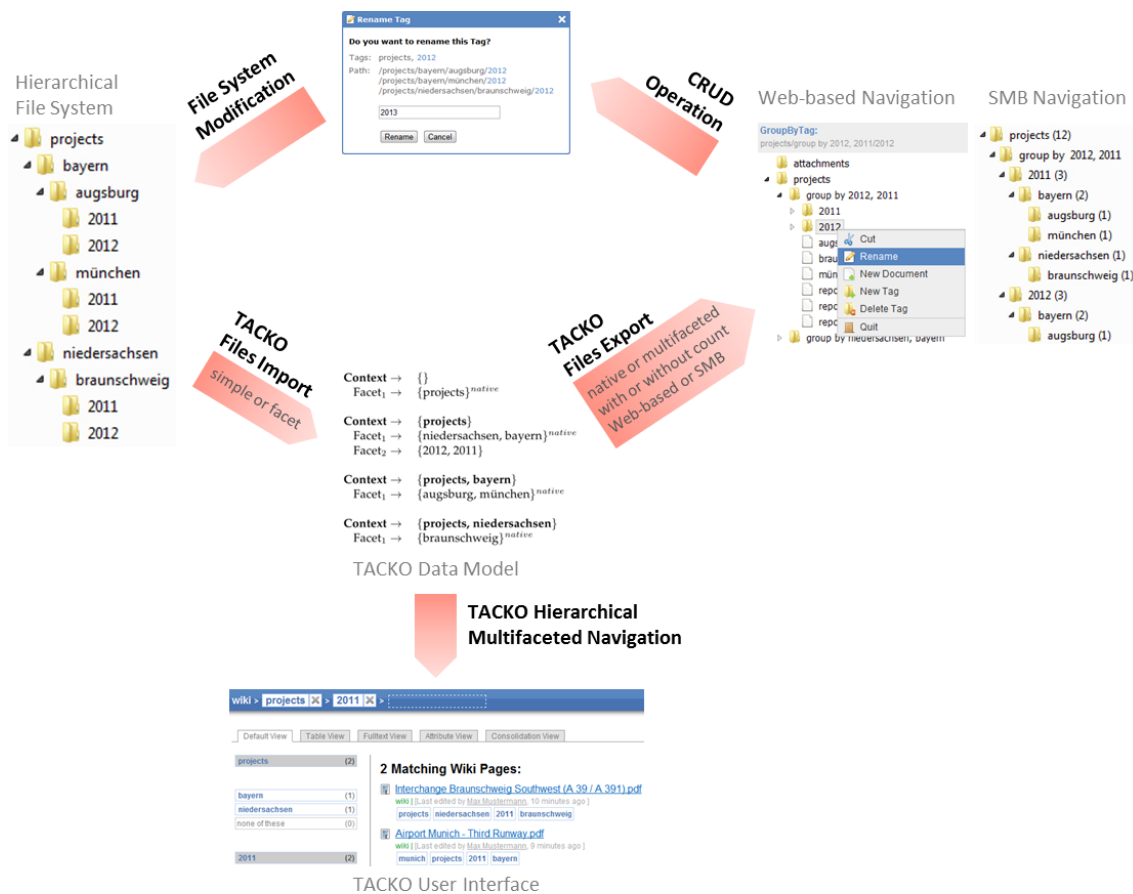 Hierarchical
File System
projects
bayern
augsburg
2011
2012
münchen
2011
2012
niedersachsen
braunschweig
2011
2012
File System
Modification
Rename Tag
Do you want to rename this Tag?
Tags: projects, 2012
Path: /projects/bayern/augsburg/2012
/projects/bayern/münchen/2012
/projects/niedersachsen/braunschweig/2012
2013
Rename Cancel
CRUD
Operation
Web-based Navigation
GroupByTag:
projects/group by 2012, 2011/2012
attachments
projects
group by 2012, 2011
2011
2012
augs
brau
mün
repo
repo
repo
group by niedersachsen, bayern
Cut
Rename
New Document
New Tag
Delete Tag
Quit
SMB Navigation
projects (12)
group by 2012, 2011
2011 (3)
bayern (2)
augsburg (1)
münchen (1)
niedersachsen (1)
braunschweig (1)
2012 (3)
bayern (2)
augsburg (1)
TACKO
Files Import
simple or facet
Context → {}
Facet1 → {projects}native
Context → {projects}
Facet1 → {niedersachsen, bayern}native
Facet2 → {2012, 2011}
Context → {projects, bayern}
Facet1 → {augsburg, münchen}native
Context → {projects, niedersachsen}
Facet1 → {braunschweig}native
TACKO Data Model
TACKO
Files Export
native or multifaceted
with or without count
Web-based or SMB
TACKO Hierarchical
Multifaceted Navigation
wiki > projects > 2011 >
Default View Table View Fulltext View Attribute View Consolidation View
projects (2)
bayern (1)
niedersachsen (1)
none of these (0)
2011 (2)
2 Matching Wiki Pages:
Interchange Braunschweig Southwest (A 39 / A 391).pdf
wiki | [Last edited by Max Mustermann, 10 minutes ago ]
projects niedersachsen 2011 braunschweig
Airport Munich - Third Runway.pdf
wiki | [Last edited by Max Mustermann, 9 minutes ago ]
munich projects 2011 bayern
TACKO User Interface